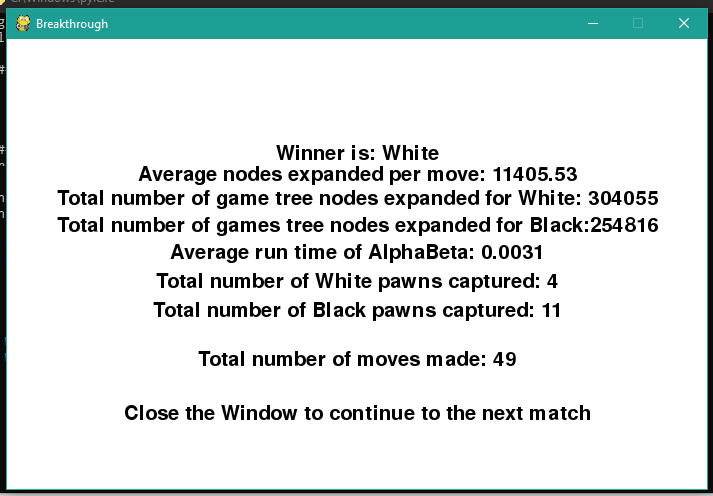 Breakthrough
Winner is: White
Average nodes expanded per move: 11405.53
Total number of game tree nodes expanded for White: 304055
Total number of games tree nodes expanded for Black:254816
Average run time of AlphaBeta: 0.0031
Total number of White pawns captured: 4
Total number of Black pawns captured: 11
Total number of moves made: 49
Close the Window to continue to the next match